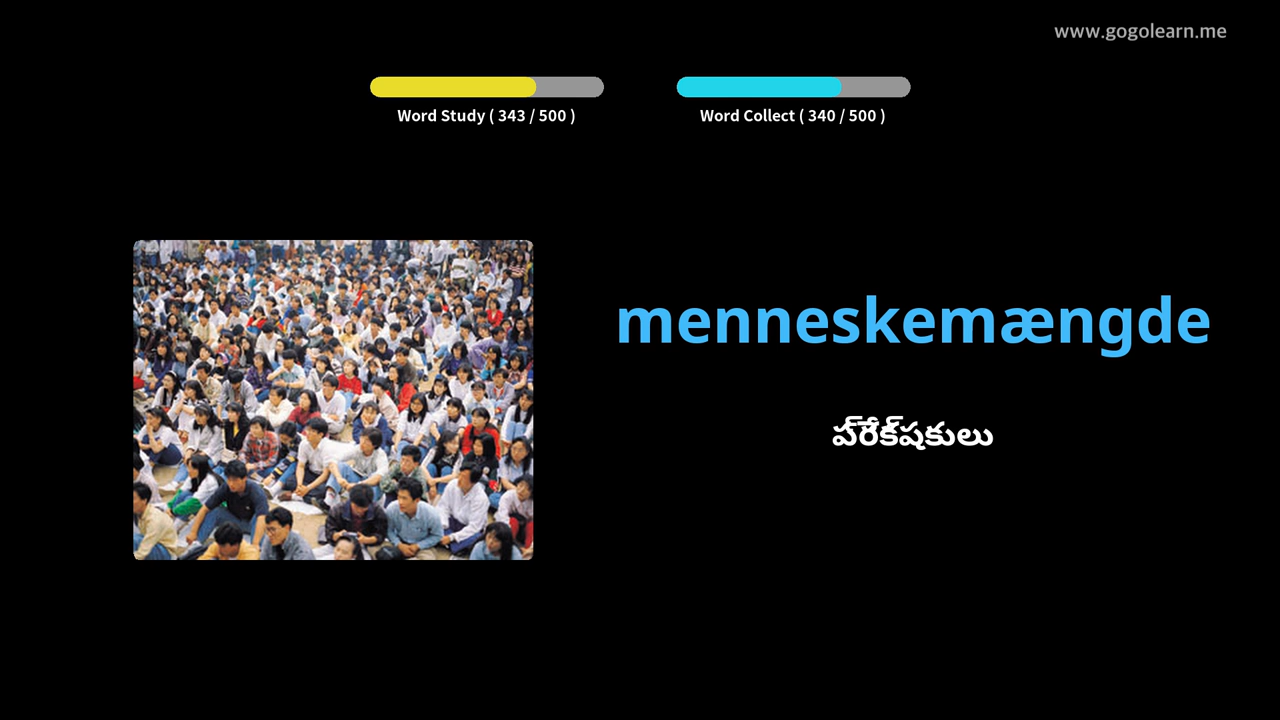 www.gogolearn.me
Word Study ( 343 / 500 )
Word Collect ( 340 / 500 )
menneskemængde
ప్రేక్షకులు